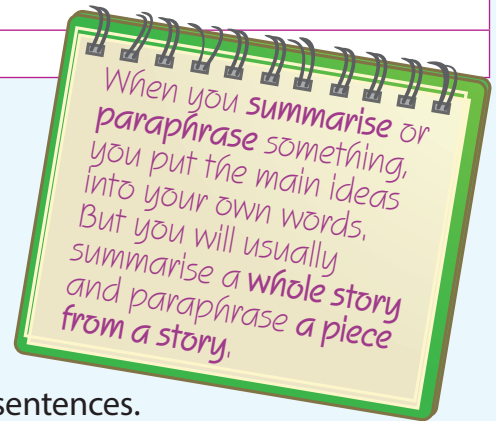 When you summarise or
paraphrase something,
you put the main ideas
into your own words.
But you will usually
summarise a whole story
and paraphrase a piece
from a story.
sentences.